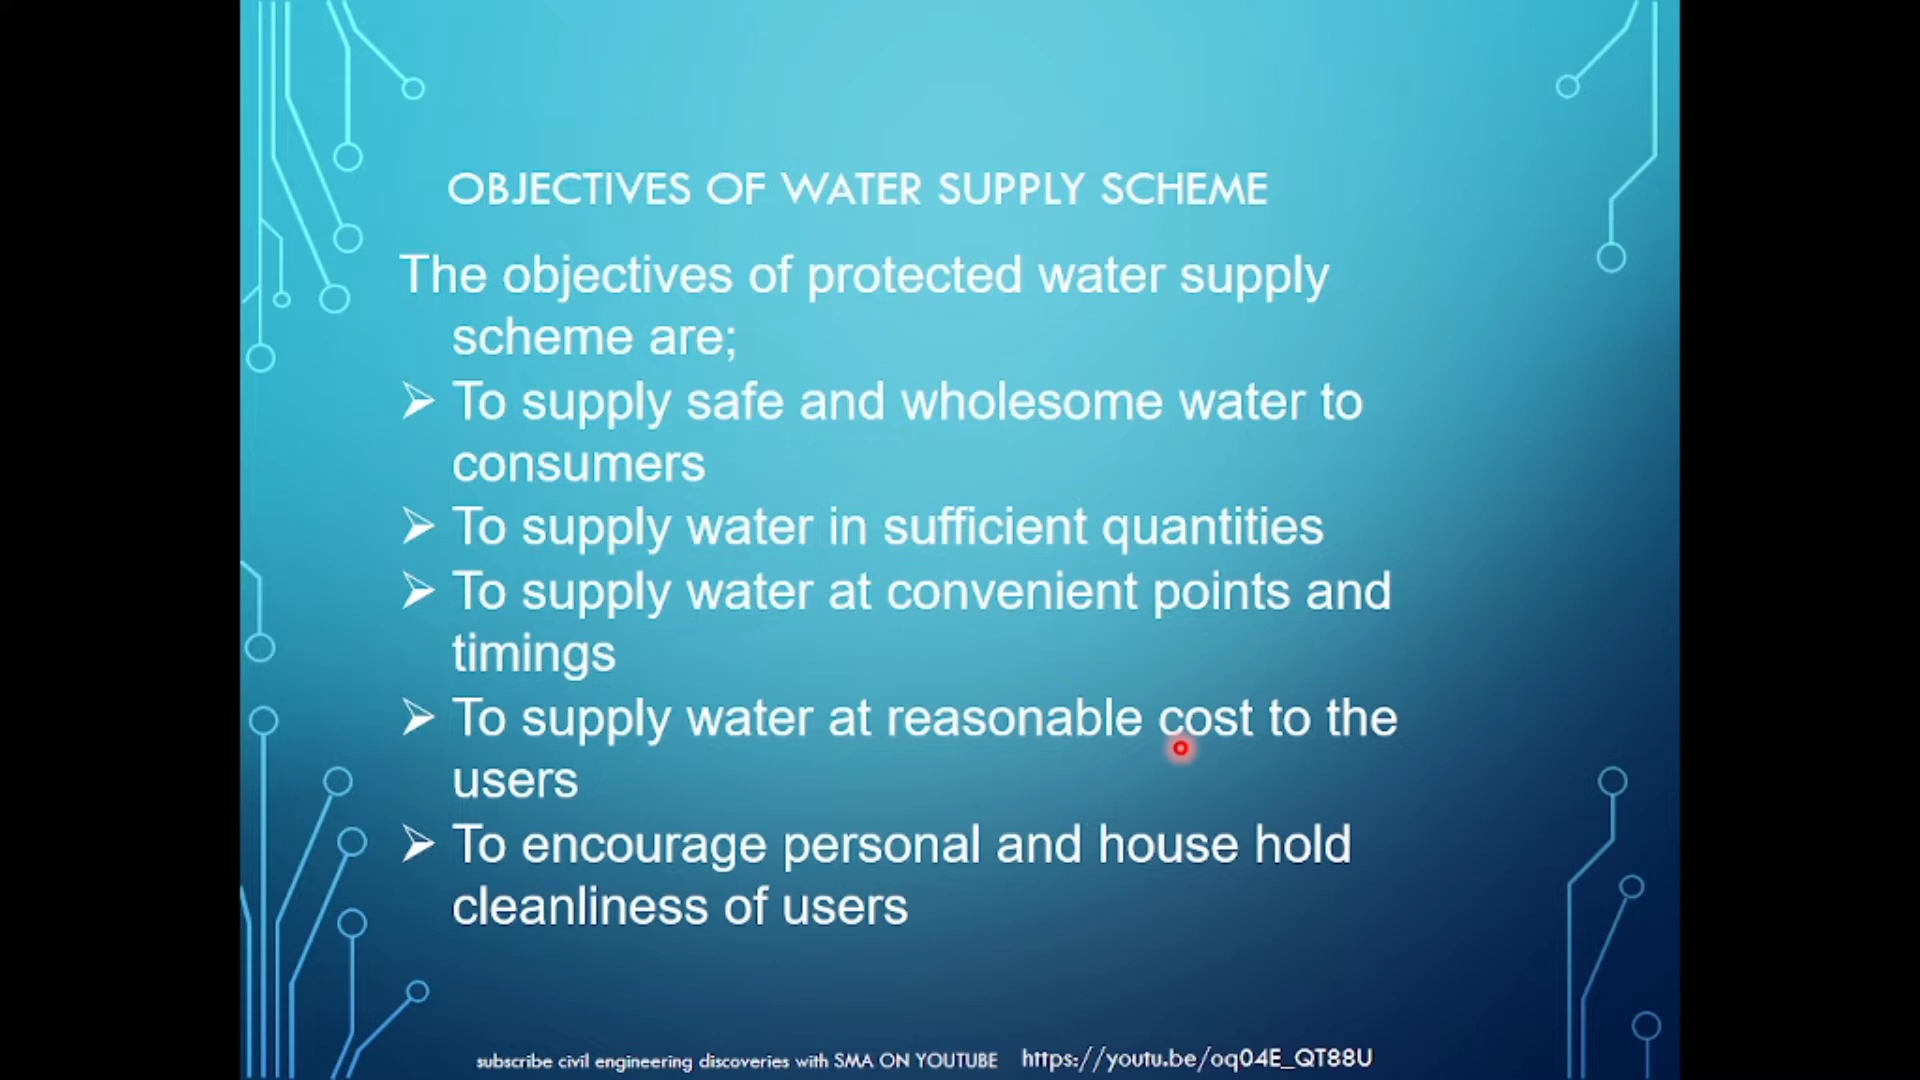 OBJECTIVES OF WATER SUPPLY SCHEME
The objectives of protected water supply
scheme are;
➢ To supply safe and wholesome water to
consumers
➢ To supply water in sufficient quantities
➢ To supply water at convenient points and
timings
➢ To supply water at reasonable cost to the
users
➢ To encourage personal and house hold
cleanliness of users
subscribe civil engineering discoveries with SMA ON YOUTUBE https://youtu.be/oq04E_QT88U